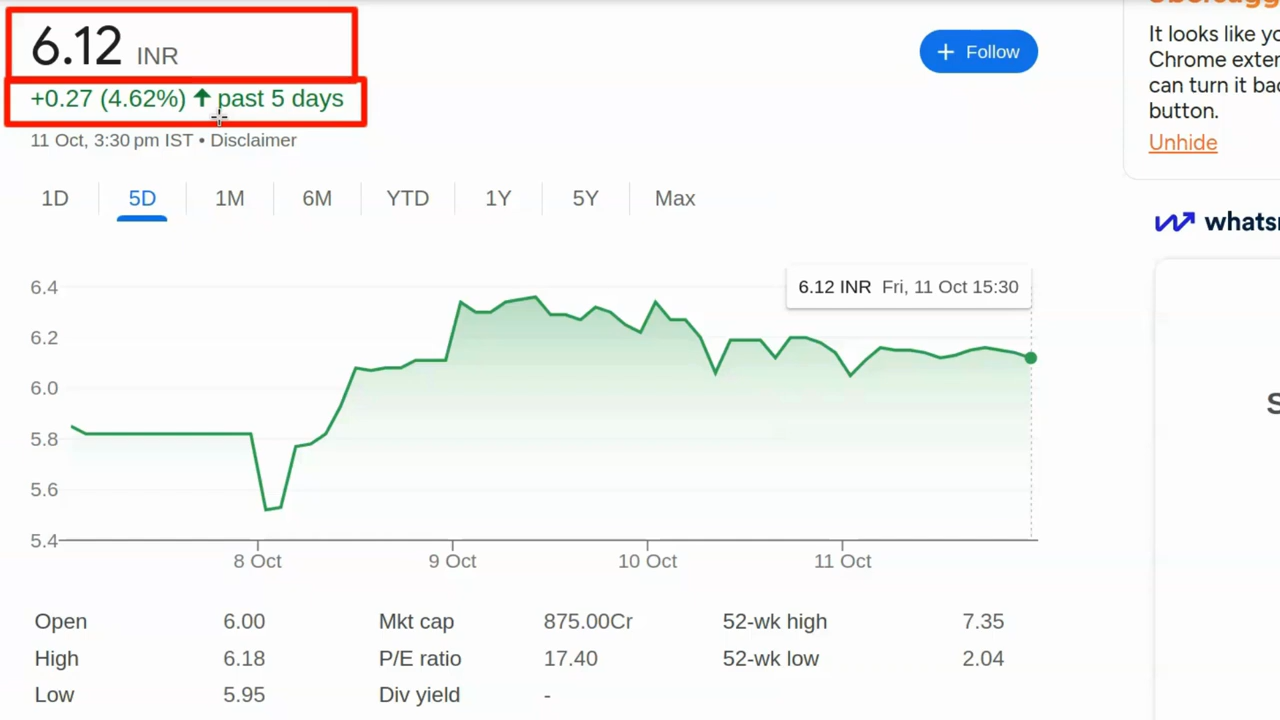 6.12 INR
+0.27 (4.62%) ↑ past 5 days
11 Oct, 3:30 pm IST • Disclaimer
+ Follow
1D 5D 1M 6M YTD 1Y 5Y Max
6.12 INR Fri, 11 Oct 15:30
6.4
6.2
6.0
5.8
5.6
5.4
8 Oct 9 Oct 10 Oct 11 Oct
Open 6.00 Mkt cap 875.00Cr 52-wk high 7.35
High 6.18 P/E ratio 17.40 52-wk low 2.04
Low 5.95 Div yield -
It looks like
Chrome
can turn it
button.
Unhide